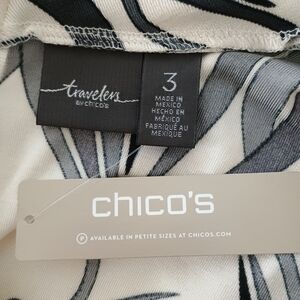 travelers
BY CHICO'S
3
MADE IN
MEXICO
HECHO EN
MÉXICO
FABRIQUÉ AU
MEXIQUE
chico's
P AVAILABLE IN PETITE SIZES AT CHICOS.COM